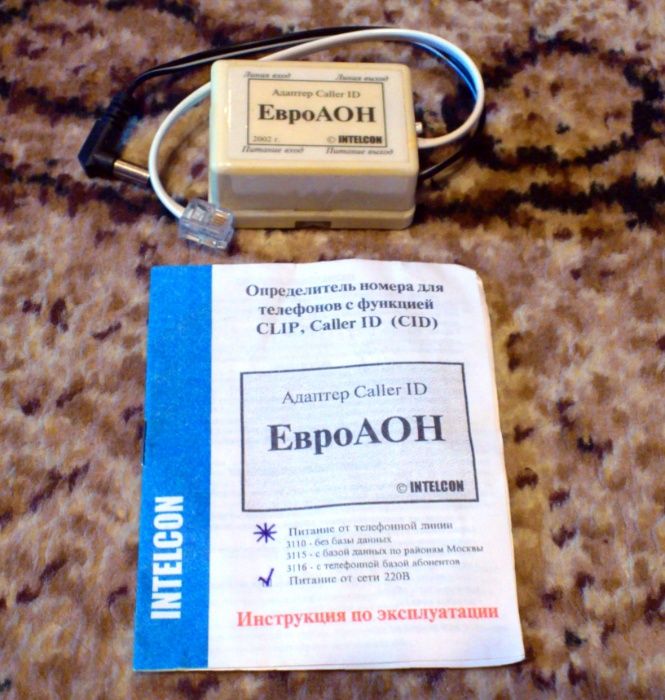 Линия вход Линия выход
Адаптер Caller ID
ЕвроАОН
2002 г. © INTELCON
Питание вход Питание выход
Определитель номера для
телефонов с функцией
CLIP, Caller ID (CID)
Адаптер Caller ID
ЕвроАОН
© INTELCON
Питание от телефонной линии
3110 - без базы данных
3115 - с базой данных по районам Москвы
3116 - с телефонной базой абонентов
Питание от сети 220В
Инструкция по эксплуатации
INTELCON